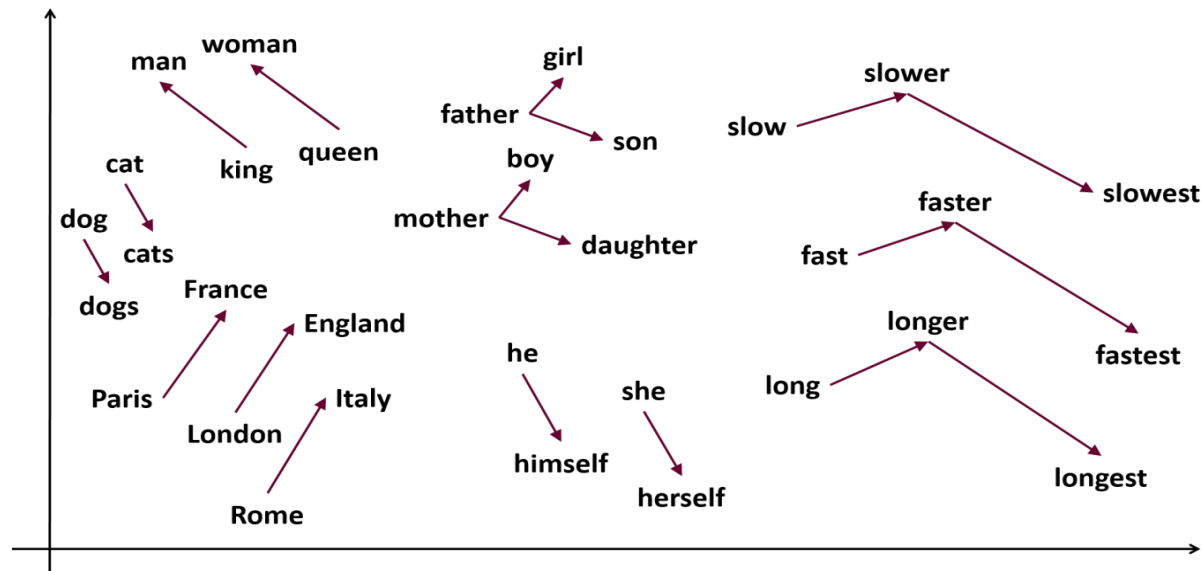 woman
man
king
queen
cat
dog
cats
dogs
France
England
Paris
Italy
London
Rome
girl
father
son
boy
mother
daughter
he
she
himself
herself
slower
slow
slowest
faster
fast
fastest
longer
long
longest